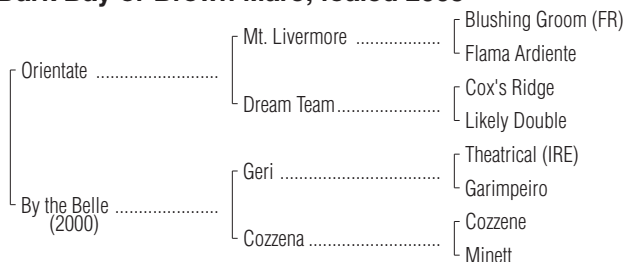 Dark Bay or Brown Mare; foaled
Blushing Groom (FR)
Mt. Livermore ...................
Flama Ardiente
Orientate ...........................
Cox's Ridge
Dream Team.......................
Likely Double
Theatrical (IRE)
Geri ....................................
Garimpeiro
By the Belle .......................
(2000)
Cozzene
Cozzena .............................
Minett